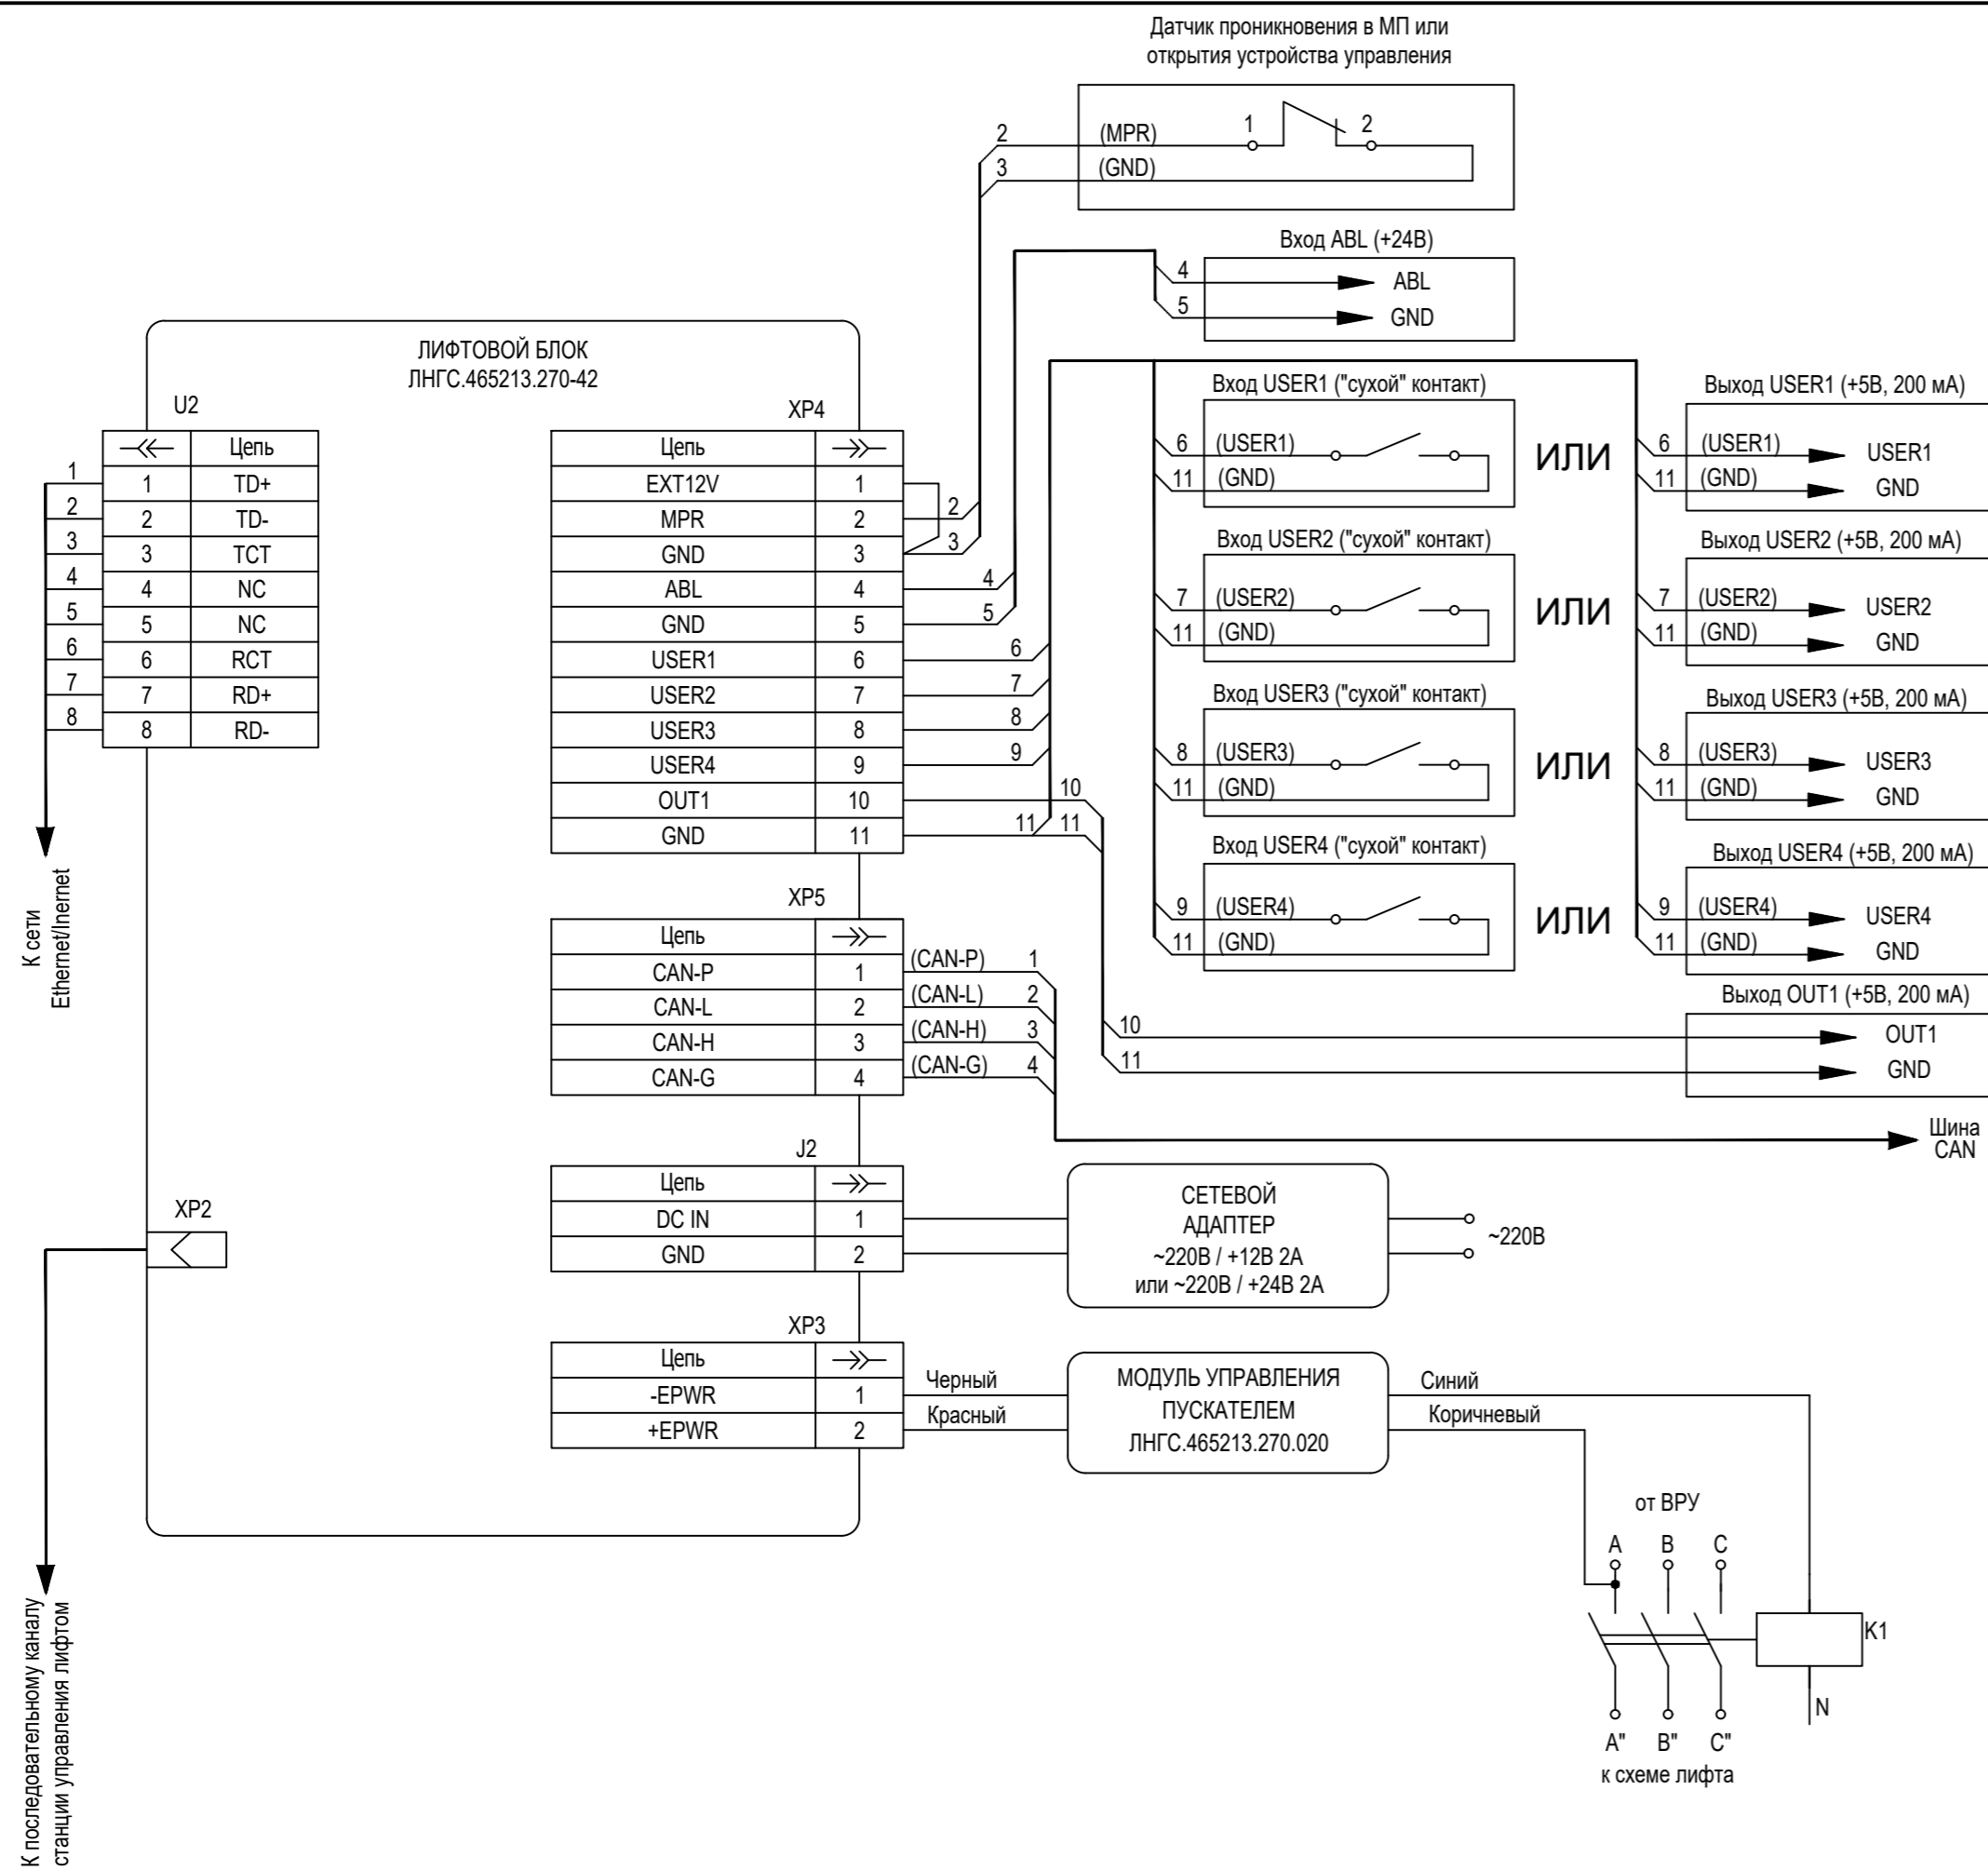 Датчик проникновения в МП или
открытия устройства управления
2 (MPR) 1 2
3 (GND)
Вход ABL (+24В)
4 ABL
5 GND
ЛИФТОВОЙ БЛОК
ЛНГС.465213.270-42
U2
Цепь
1 1 TD+
2 2 TD-
3 3 TCT
4 4 NC
5 5 NC
6 6 RCT
7 7 RD+
8 8 RD-
К сети
Ethernet/Inernet
XP4
Цепь
EXT12V 1
MPR 2 2
GND 3 3
ABL 4 4
GND 5 5
USER1 6 6
USER2 7 7
USER3 8 8
USER4 9 9
OUT1 10 10
GND 11 11 11
Вход USER1 ("сухой" контакт)
6 (USER1)
11 (GND)
ИЛИ
Выход USER1 (+5В, 200 мА)
6 (USER1) USER1
11 (GND) GND
Вход USER2 ("сухой" контакт)
7 (USER2)
11 (GND)
ИЛИ
Выход USER2 (+5В, 200 мА)
7 (USER2) USER2
11 (GND) GND
Вход USER3 ("сухой" контакт)
8 (USER3)
11 (GND)
ИЛИ
Выход USER3 (+5В, 200 мА)
8 (USER3) USER3
11 (GND) GND
Вход USER4 ("сухой" контакт)
9 (USER4)
11 (GND)
ИЛИ
Выход USER4 (+5В, 200 мА)
9 (USER4) USER4
11 (GND) GND
Выход OUT1 (+5В, 200 мА)
10 OUT1
11 GND
XP5
Цепь
CAN-P 1 (CAN-P) 1
CAN-L 2 (CAN-L) 2
CAN-H 3 (CAN-H) 3
CAN-G 4 (CAN-G) 4
Шина
CAN
J2
Цепь
DC IN 1
GND 2
СЕТЕВОЙ
АДАПТЕР
~220В / +12В 2А
или ~220В / +24В 2А
~220В
XP2
К последовательному каналу
станции управления лифтом
XP3
Цепь
-EPWR 1 Черный
+EPWR 2 Красный
МОДУЛЬ УПРАВЛЕНИЯ
ПУСКАТЕЛЕМ
ЛНГС.465213.270.020
Синий
Коричневый
от ВРУ
A B C
K1
N
A" B" C"
к схеме лифта